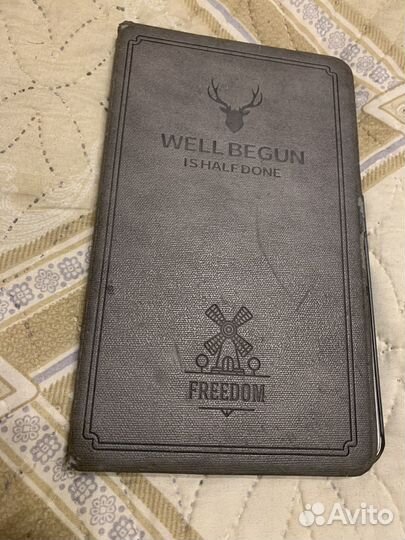 WELL BEGUN
IS HALF DONE
FREEDOM
Avito